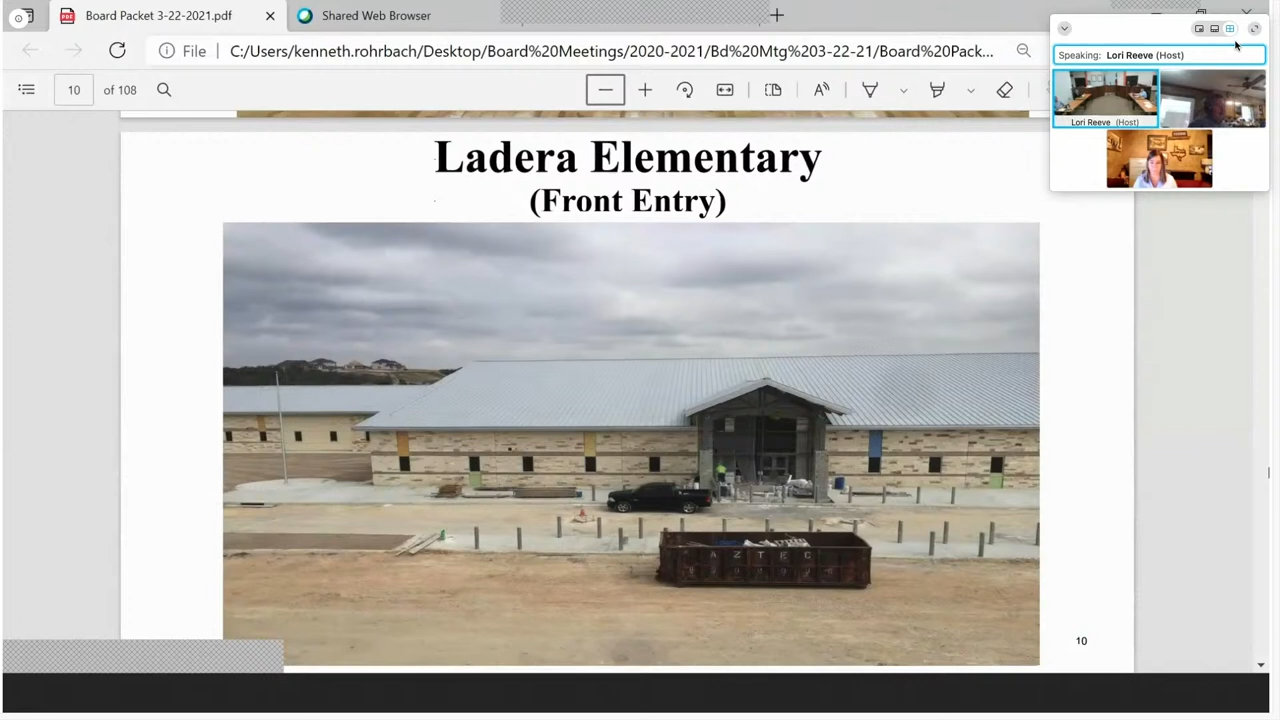 Board Packet 3-22-2021.pdf
Shared Web Browser
File
C:/Users/kenneth.rohrbach/Desktop/Board%20Meetings/2020-2021/Bd%20Mtg%203-22-21/Board%20Pack...
10 of 108
Speaking: Lori Reeve (Host)
Lori Reeve (Host)
Ladera Elementary
(Front Entry)
AZTEC
10